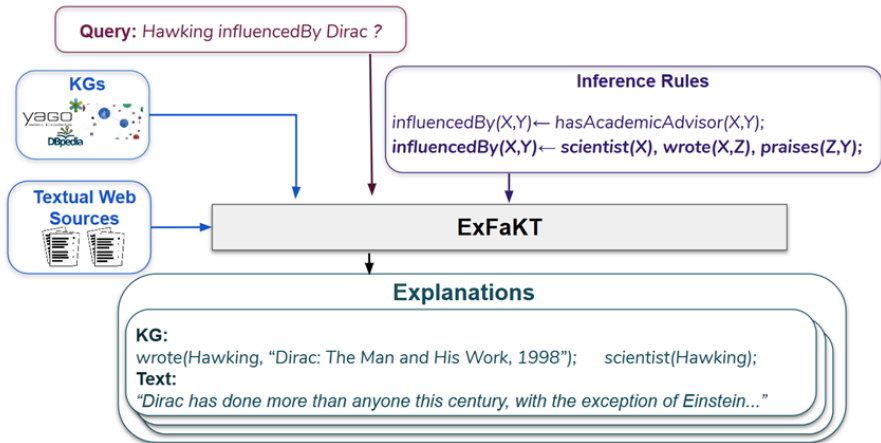 Query: Hawking influencedBy Dirac ?
KGs
yago
DBpedia
Inference Rules
influencedBy(X,Y)← hasAcademicAdvisor(X,Y);
influencedBy(X,Y)← scientist(X), wrote(X,Z), praises(Z,Y);
Textual Web
Sources
ExFaKT
Explanations
KG:
wrote(Hawking, “Dirac: The Man and His Work, 1998”); scientist(Hawking);
Text:
“Dirac has done more than anyone this century, with the exception of Einstein...”